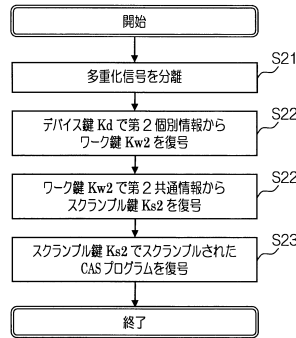 開始
多重化信号を分離
S21
デバイス鍵 Kd で第2個別情報から
ワーク鍵 Kw2 を復号
S22
ワーク鍵 Kw2 で第2共通情報から
スクランブル鍵 Ks2 を復号
S22
スクランブル鍵 Ks2 でスクランブルされた
CAS プログラムを復号
S23
終了